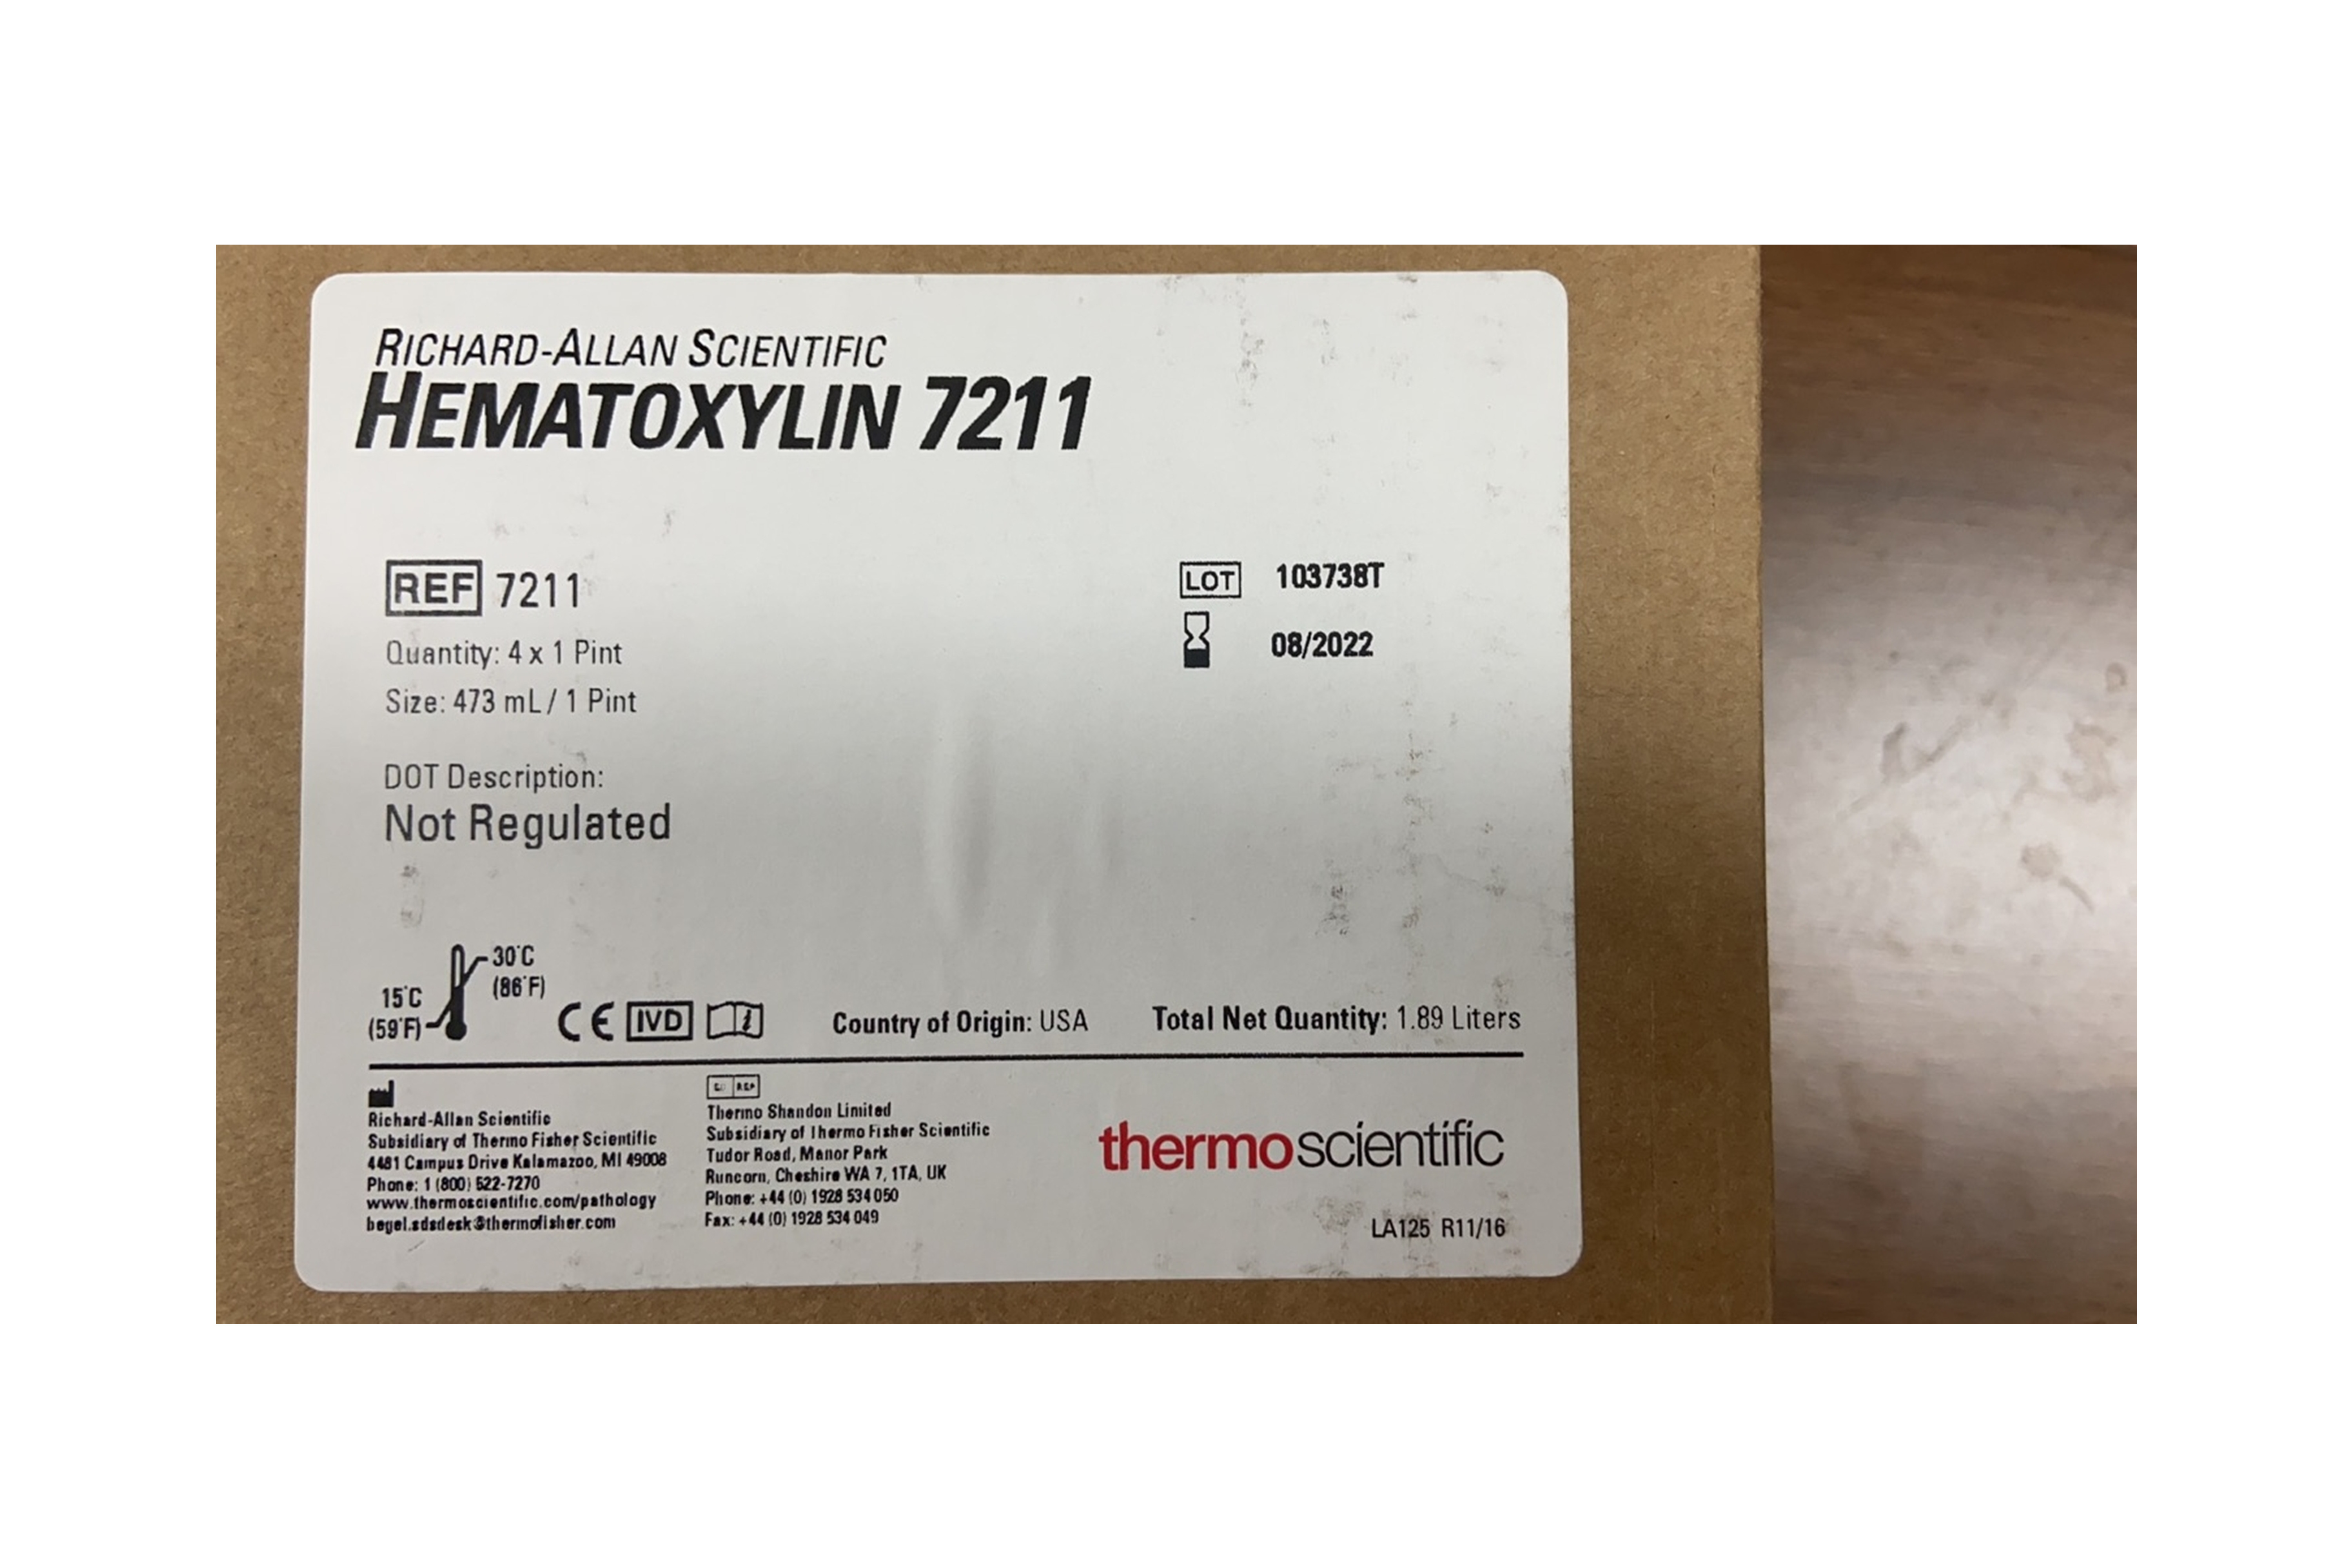 RICHARD-ALLAN SCIENTIFIC
HEMATOXYLIN 7211
REF 7211
Quantity: 4 x 1 Pint
Size: 473 mL / 1 Pint
LOT 103738T
08/2022
DOT Description:
Not Regulated
30°C
(86°F)
15°C
(59°F)
CE IVD i
Country of Origin: USA
Total Net Quantity: 1.89 Liters
Richard-Allan Scientific
Subsidiary of Thermo Fisher Scientific
4481 Campus Drive Kalamazoo, MI 49008
Phone: 1 (800) 522-7270
www.thermoscientific.com/pathology
begel.sdsdesk@thermofisher.com
REP
Thermo Shandon Limited
Subsidiary of Thermo Fisher Scientific
Tudor Road, Manor Park
Runcorn, Cheshire WA 7, 1TA, UK
Phone: +44 (0) 1928 534 050
Fax: +44 (0) 1928 534 049
thermoscientific
LA125 R11/16